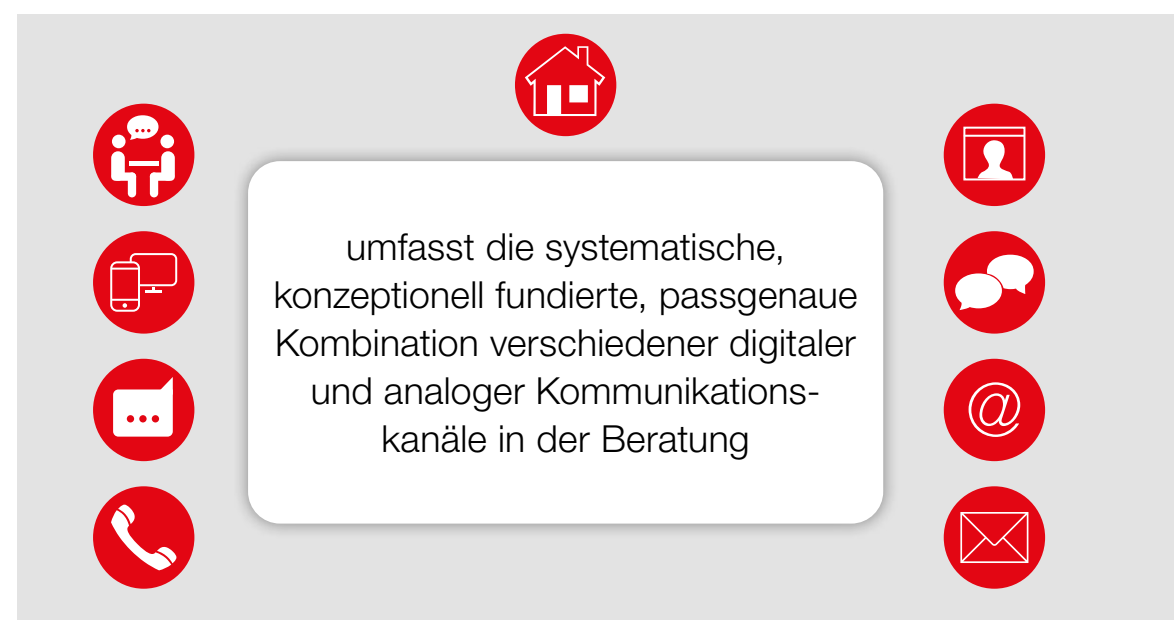 umfasst die systematische,
konzeptionell fundierte, passgenaue
Kombination verschiedener digitaler
und analoger Kommunikations-
kanäle in der Beratung
@